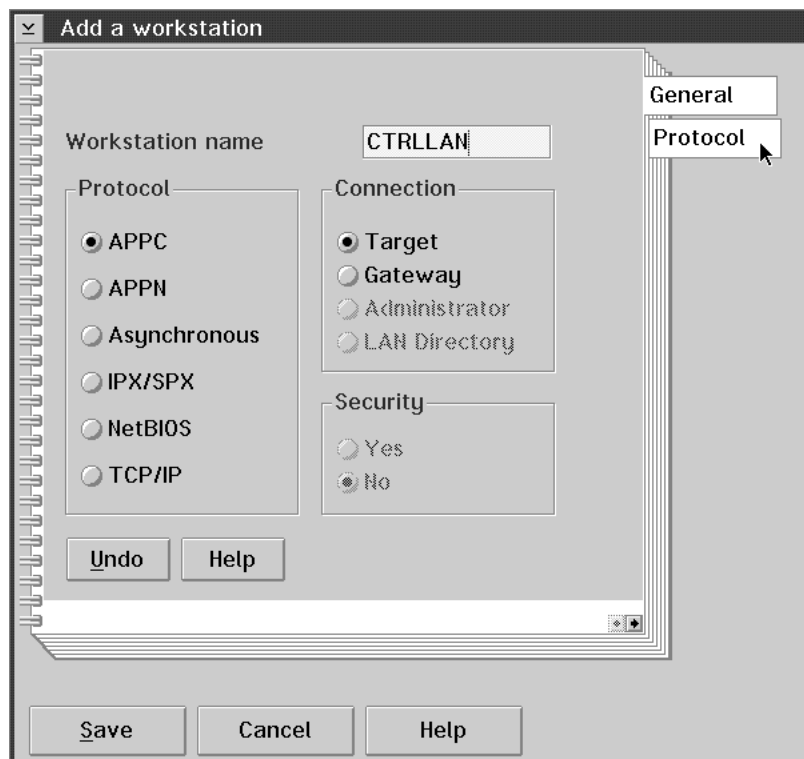 Add a workstation
General
Protocol
Workstation name CTRLLAN
Protocol
APPC
APPN
Asynchronous
IPX/SPX
NetBIOS
TCP/IP
Connection
Target
Gateway
Administrator
LAN Directory
Security
Yes
No
Undo Help
Save Cancel Help